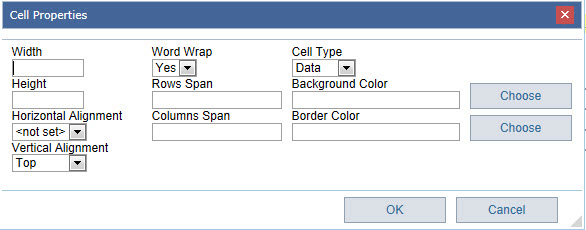 Cell Properties
Width Word Wrap Cell Type
Yes Data
Height Rows Span Background Color
Choose
Horizontal Alignment Columns Span Border Color
<not set> Choose
Vertical Alignment
Top
OK Cancel